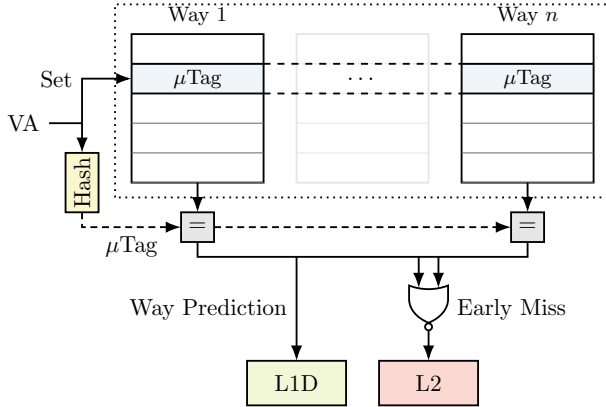 Way 1
Way n
Set
μTag
· · ·
μTag
VA
Hash
=
=
μTag
Way Prediction
Early Miss
L1D
L2